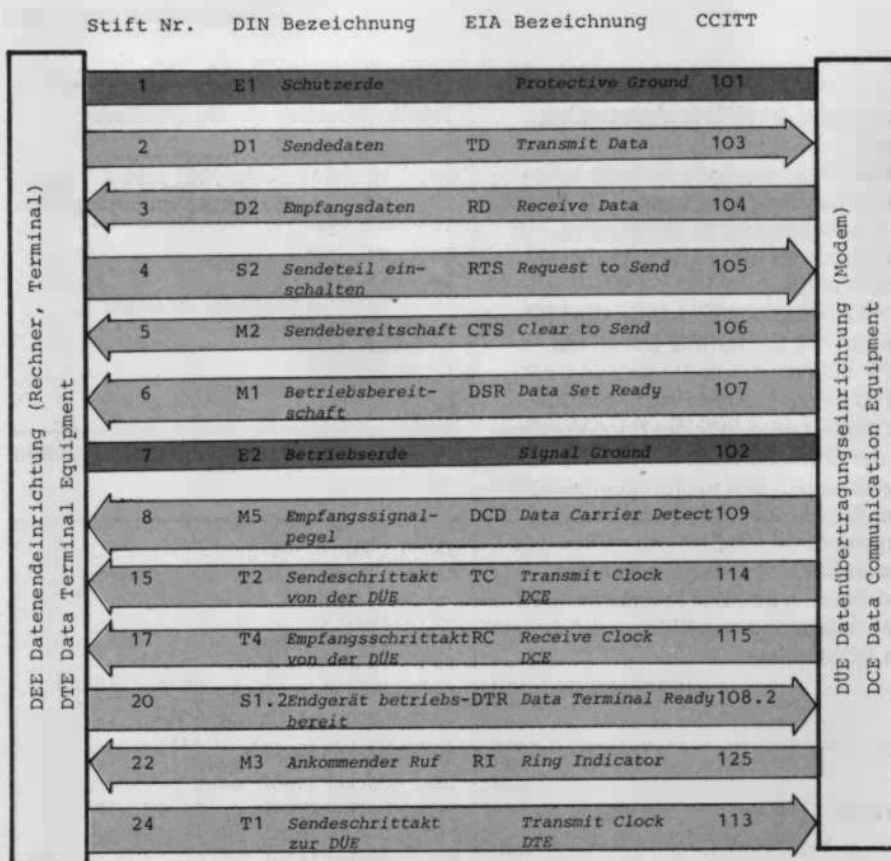 Stift Nr. DIN Bezeichnung EIA Bezeichnung CCITT
1 E1 Schutzerde Protective Ground 101
2 D1 Sendedaten TD Transmit Data 103
3 D2 Empfangsdaten RD Receive Data 104
4 S2 Sendeteil ein- RTS Request to Send 105
schalten
5 M2 Sendebereitschaft CTS Clear to Send 106
6 M1 Betriebsbereit- DSR Data Set Ready 107
schaft
7 E2 Betriebserde Signal Ground 102
8 M5 Empfangssignal- DCD Data Carrier Detect 109
pegel
15 T2 Sendeschrittakt TC Transmit Clock 114
von der DÜE DCE
17 T4 Empfangsschrittakt RC Receive Clock 115
von der DÜE DCE
20 S1.2 Endgerät betriebs- DTR Data Terminal Ready 108.2
bereit
22 M3 Ankommender Ruf RI Ring Indicator 125
24 T1 Sendeschrittakt Transmit Clock 113
zur DÜE DTE
DEE Datenendeinrichtung (Rechner, Terminal)
DTE Data Terminal Equipment
DÜE Datenübertragungseinrichtung (Modem)
DCE Data Communication Equipment